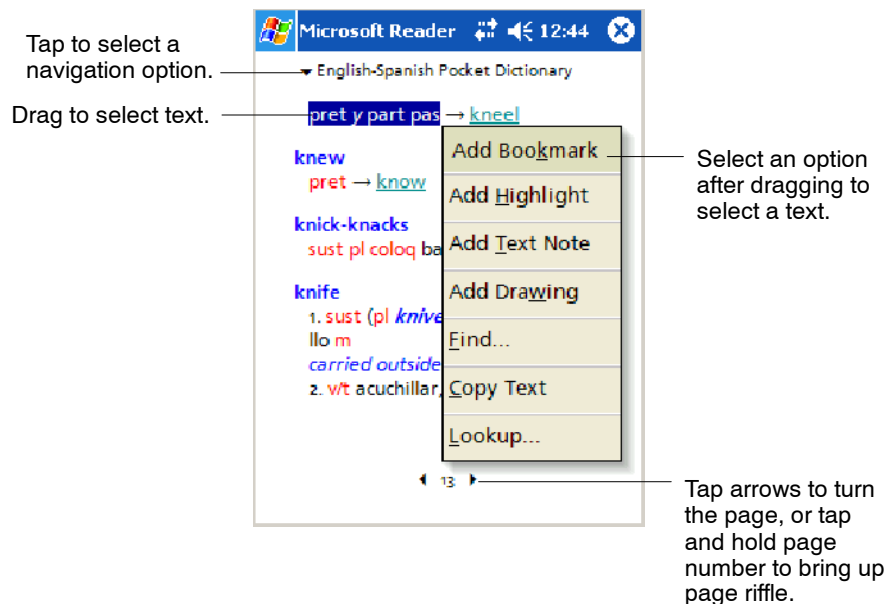 Microsoft Reader 12:44
Tap to select a
navigation option.
English-Spanish Pocket Dictionary
Drag to select text.
pret y part pas → kneel
knew
pret → know
knick-knacks
sust pl coloq ba
knife
1. sust (pl knive
llo m
carried outside
2. v/t acuchillar,
Add Bookmark
Add Highlight
Add Text Note
Add Drawing
Find...
Copy Text
Lookup...
Select an option
after dragging to
select a text.
13
Tap arrows to turn
the page, or tap
and hold page
number to bring up
page riffle.